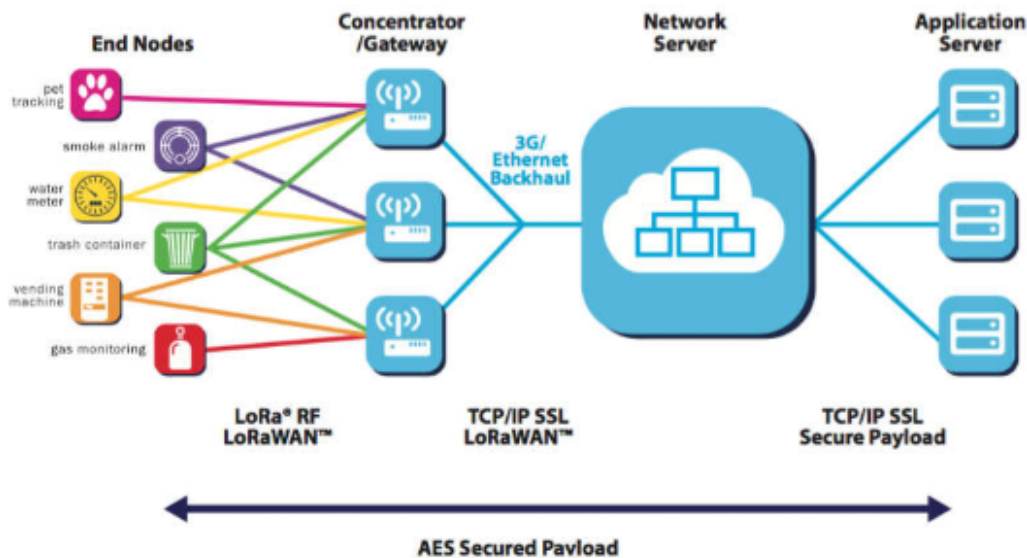 End Nodes
Concentrator
/Gateway
Network
Server
Application
Server
pet
tracking
smoke alarm
water
meter
trash container
vending
machine
gas monitoring
3G/
Ethernet
Backhaul
LoRa® RF
LoRaWAN™
TCP/IP SSL
LoRaWAN™
TCP/IP SSL
Secure Payload
AES Secured Payload